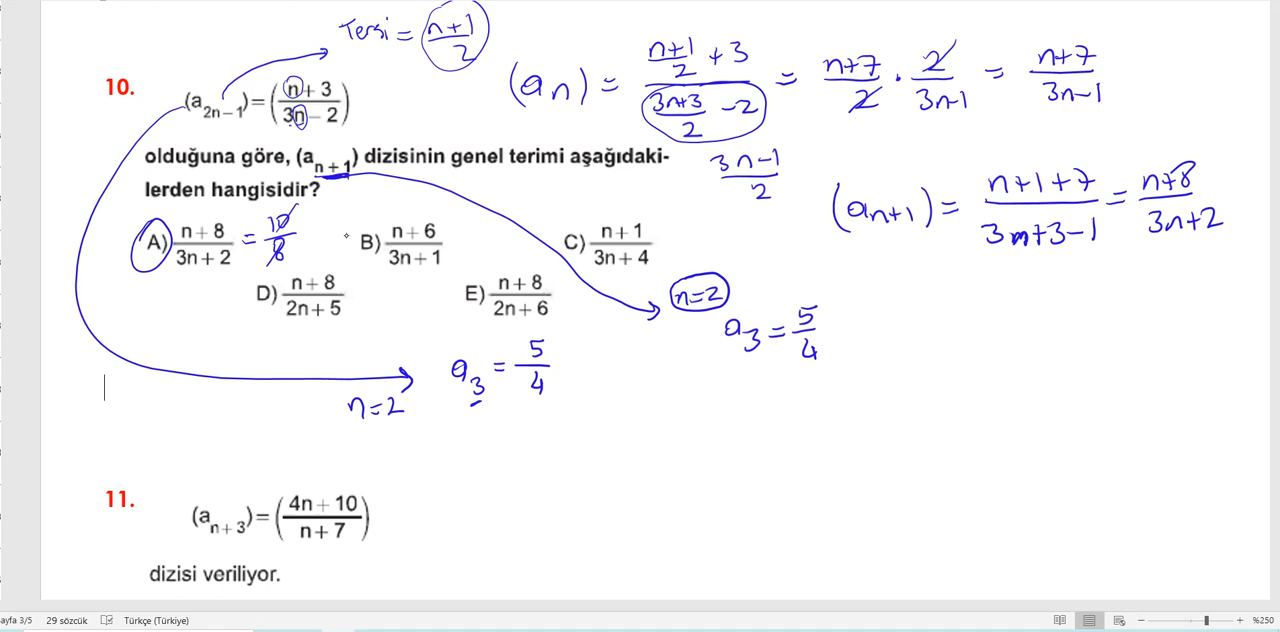 Tersi = n+1/2
10. (a2n–1)=(n+3/3n–2)
(an) = n+1/2 + 3 / 3n+3/2 – 2 = n+7/2 · 2/3n–1 = n+7/3n–1
3n–1/2
olduğuna göre, (an+1) dizisinin genel terimi aşağıdaki-
lerden hangisidir?
(an+1) = n+1+7/3n+3–1 = n+8/3n+2
A) n+8/3n+2 = 10/8 B) n+6/3n+1 C) n+1/3n+4
D) n+8/2n+5 E) n+8/2n+6
n=2
a3 = 5/4
a3 = 5/4
n=2
11. (an+3)=(4n+10/n+7)
dizisi veriliyor.
ayfa 3/5 29 sözcük Türkçe (Türkiye) %250